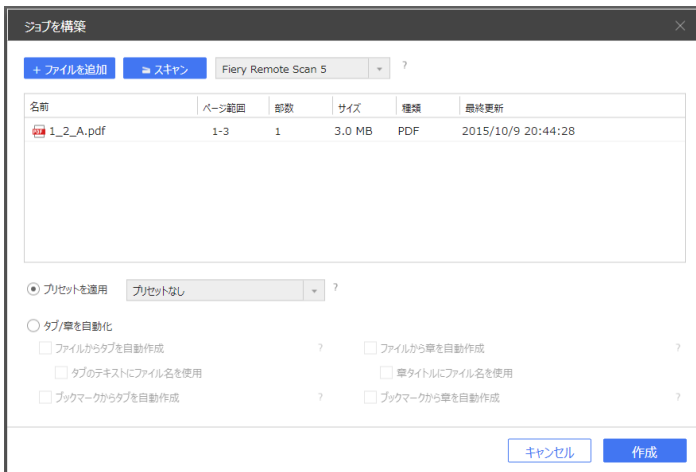 ジョブを構築
+ ファイルを追加 スキャン Fiery Remote Scan 5 ?
名前 ページ範囲 部数 サイズ 種類 最終更新
1_2_A.pdf 1-3 1 3.0 MB PDF 2015/10/9 20:44:28
プリセットを適用 プリセットなし ?
タブ/章を自動化
ファイルからタブを自動作成 ? ファイルから章を自動作成 ?
タブのテキストにファイル名を使用 章タイトルにファイル名を使用
ブックマークからタブを自動作成 ? ブックマークから章を自動作成 ?
キャンセル 作成